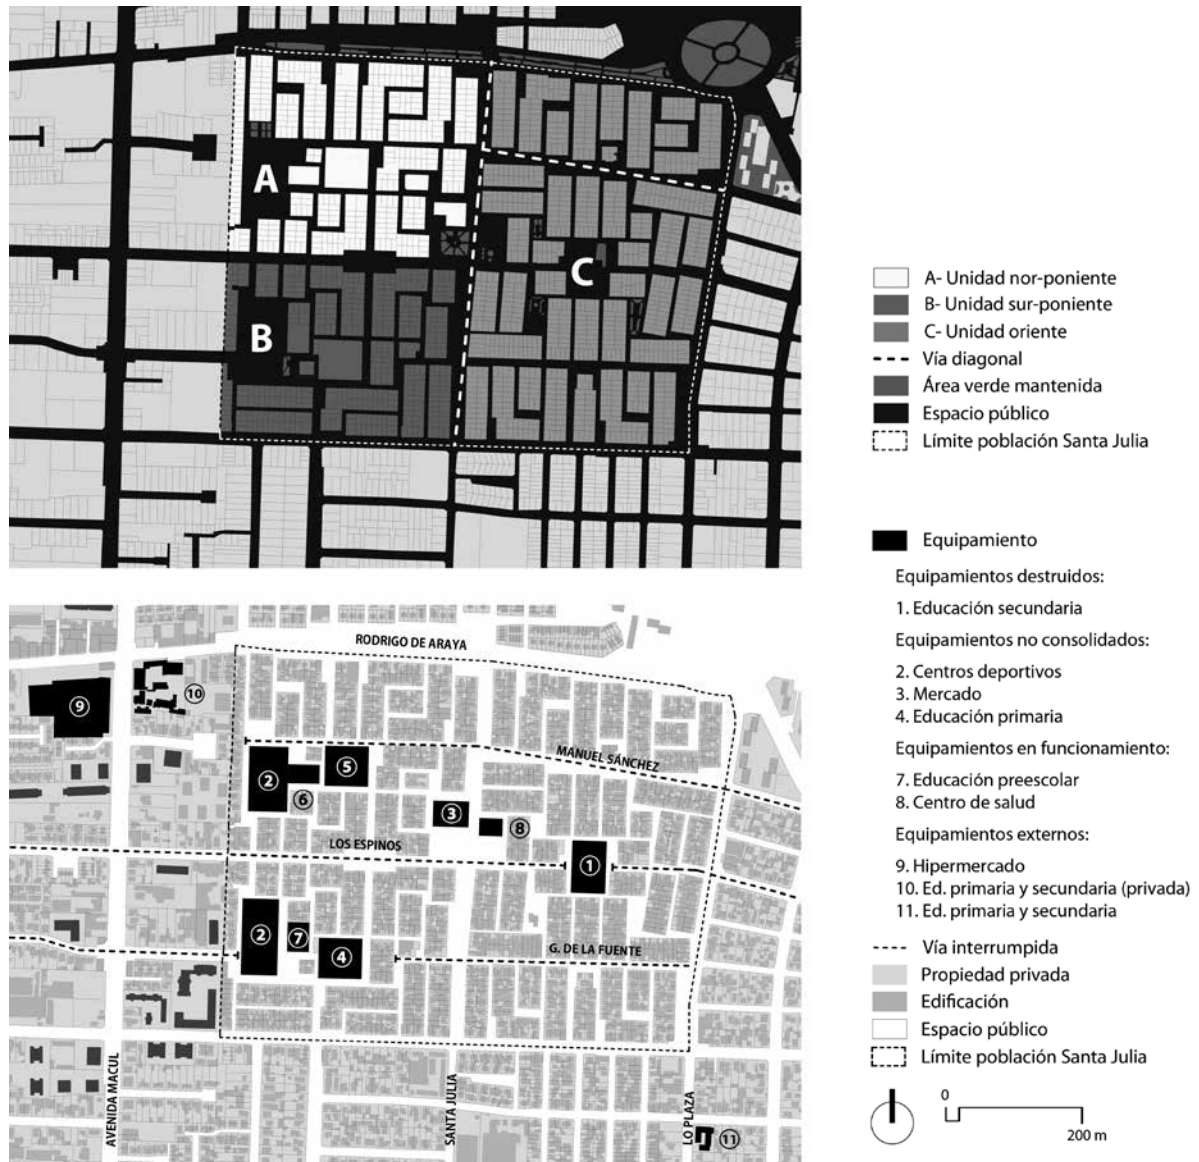 A
C
B
A- Unidad nor-poniente
B- Unidad sur-poniente
C- Unidad oriente
Vía diagonal
Área verde mantenida
Espacio público
Límite población Santa Julia
Equipamiento
Equipamientos destruidos:
1. Educación secundaria
Equipamientos no consolidados:
2. Centros deportivos
3. Mercado
4. Educación primaria
Equipamientos en funcionamiento:
7. Educación preescolar
8. Centro de salud
Equipamientos externos:
9. Hipermercado
10. Ed. primaria y secundaria (privada)
11. Ed. primaria y secundaria
Vía interrumpida
Propiedad privada
Edificación
Espacio público
Límite población Santa Julia
0
200 m
RODRIGO DE ARAYA
10
9
MANUEL SÁNCHEZ
5
2
6
3
8
LOS ESPINOS
1
2
7
4
G. DE LA FUENTE
AVENIDA MACUL
SANTA JULIA
LO PLAZA
11